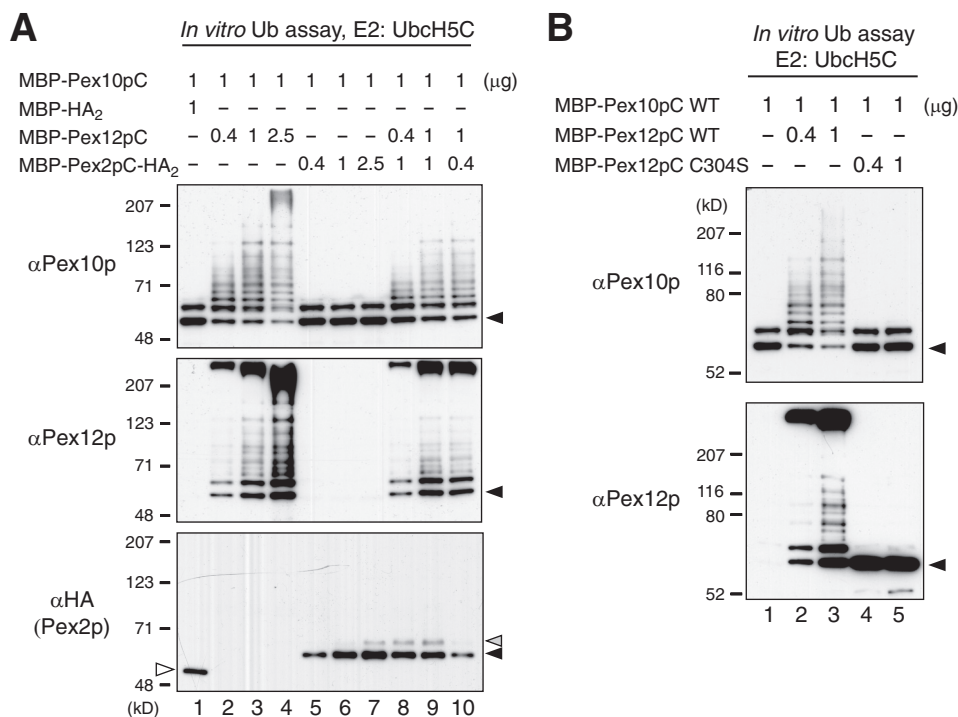 A
In vitro Ub assay, E2: UbcH5C
MBP-Pex10pC 1 1 1 1 1 1 1 1 1 1 (μg)
MBP-HA2 1 – – – – – – – – –
MBP-Pex12pC – 0.4 1 2.5 – – – 0.4 1 1
MBP-Pex2pC-HA2 – – – – 0.4 1 2.5 1 1 0.4
αPex10p
207
123
71
48
αPex12p
207
123
71
48
αHA
(Pex2p)
207
123
71
48
(kD) 1 2 3 4 5 6 7 8 9 10
B
In vitro Ub assay
E2: UbcH5C
MBP-Pex10pC WT 1 1 1 1 1 (μg)
MBP-Pex12pC WT – 0.4 1 – –
MBP-Pex12pC C304S – – – 0.4 1
(kD)
αPex10p
207
116
80
52
αPex12p
207
116
80
52
1 2 3 4 5